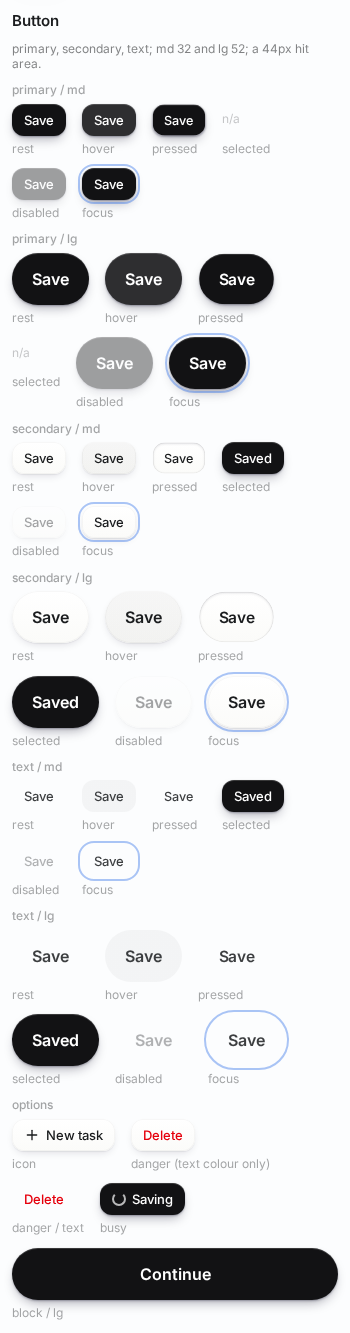 Button
primary, secondary, text; md 32 and lg 52; a 44px hit
area.
primary / md
Save Save Save n/a
rest hover pressed selected
Save Save
disabled focus
primary / lg
Save Save Save
rest hover pressed
n/a Save Save
selected disabled focus
secondary / md
Save Save Save Saved
rest hover pressed selected
Save Save
disabled focus
secondary / lg
Save Save Save
rest hover pressed
Saved Save Save
selected disabled focus
text / md
Save Save Save Saved
rest hover pressed selected
Save Save
disabled focus
text / lg
Save Save Save
rest hover pressed
Saved Save Save
selected disabled focus
options
New task Delete
icon danger (text colour only)
Delete Saving
danger / text busy
Continue
block / lg